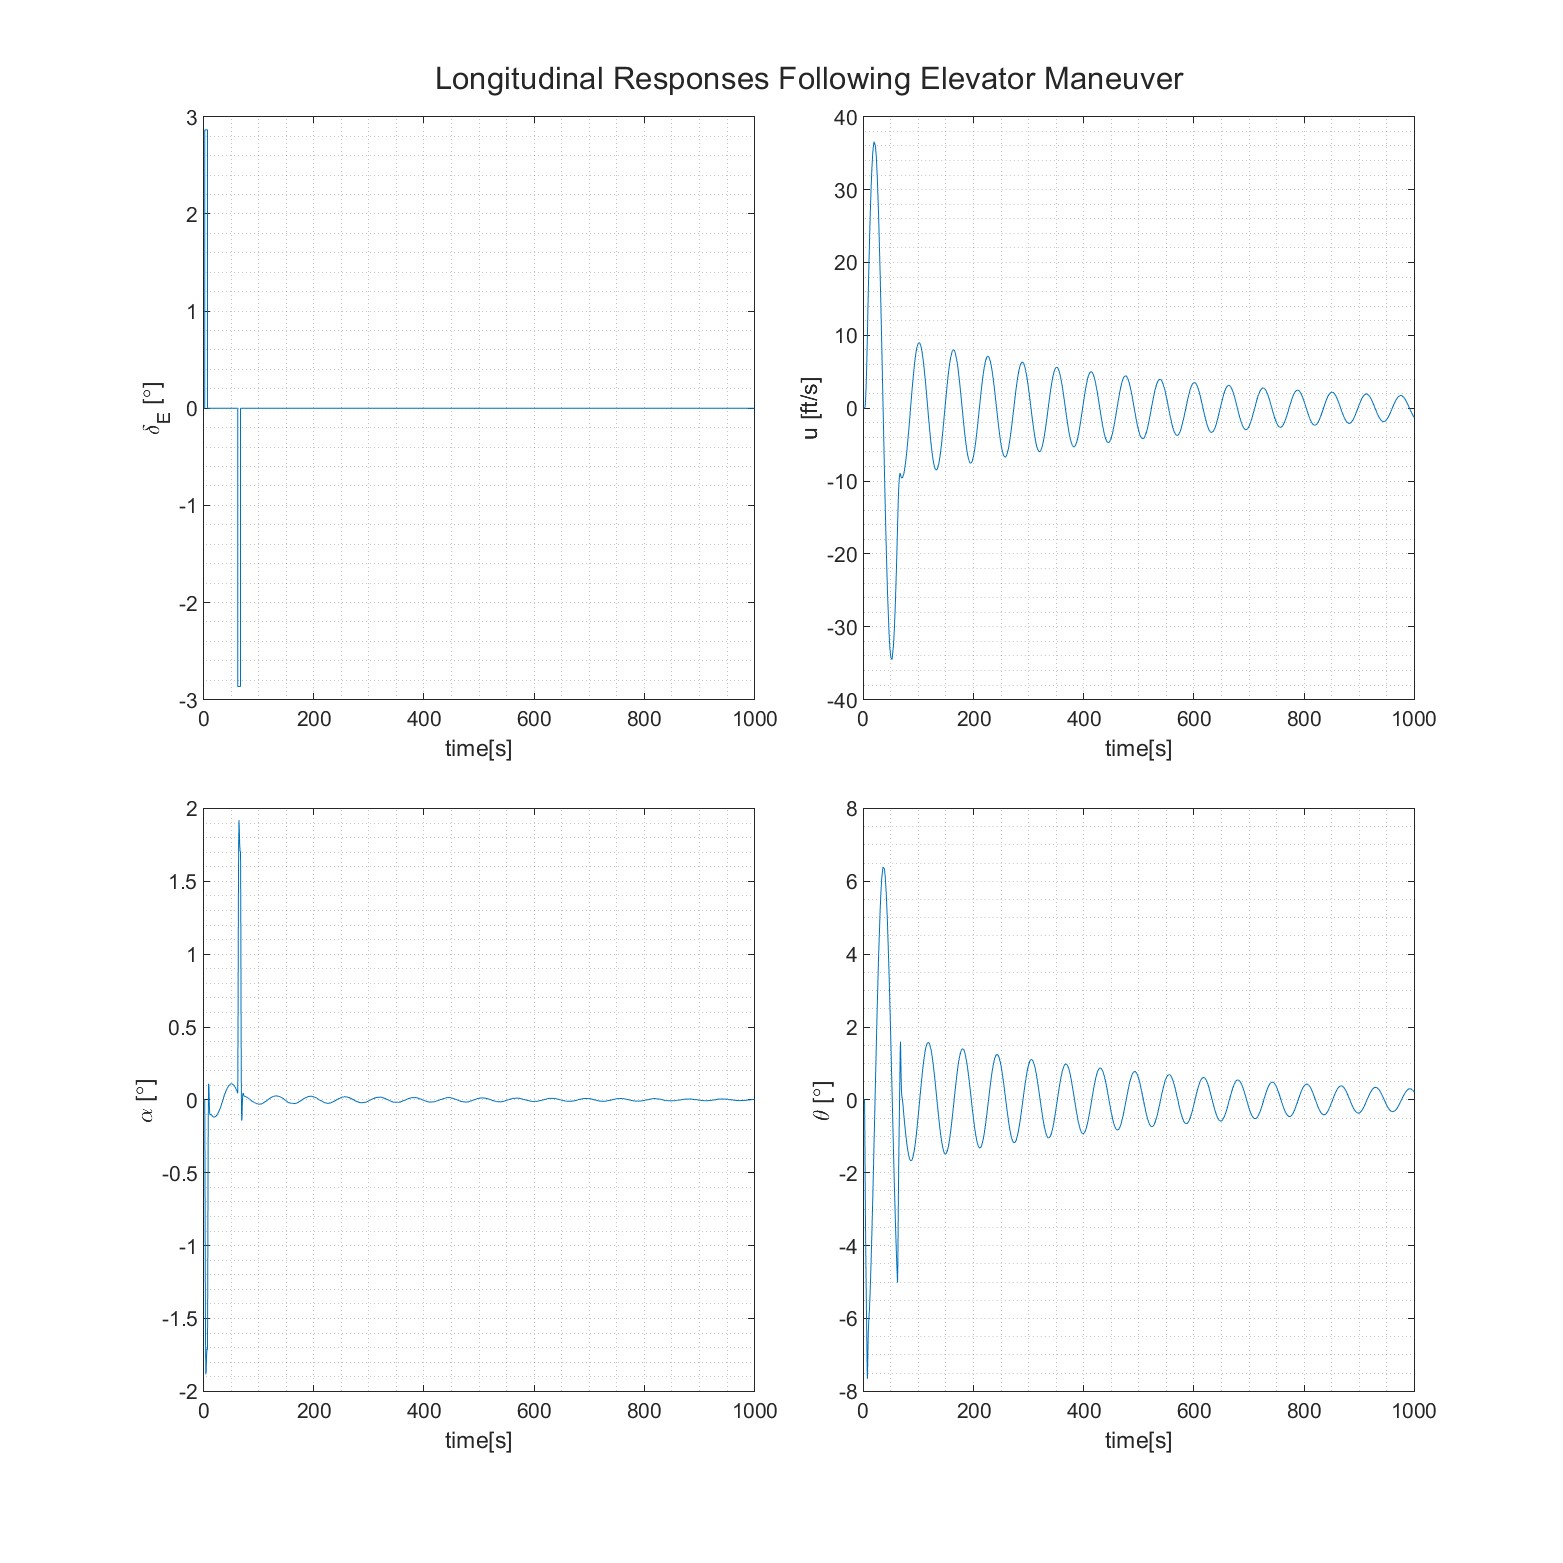 Longitudinal Responses Following Elevator Maneuver
3
2
1
0
-1
-2
-3
δE [°]
0 200 400 600 800 1000
time[s]
40
30
20
10
0
-10
-20
-30
-40
u [ft/s]
0 200 400 600 800 1000
time[s]
2
1.5
1
0.5
0
-0.5
-1
-1.5
-2
α [°]
0 200 400 600 800 1000
time[s]
8
6
4
2
0
-2
-4
-6
-8
θ [°]
0 200 400 600 800 1000
time[s]